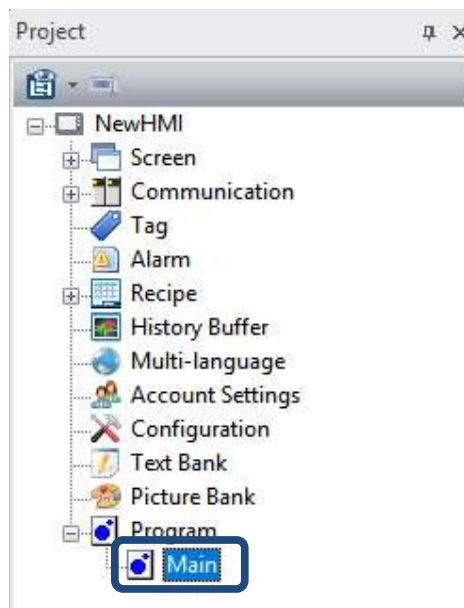 Project
NewHMI
Screen
Communication
Tag
Alarm
Recipe
History Buffer
Multi-language
Account Settings
Configuration
Text Bank
Picture Bank
Program
Main